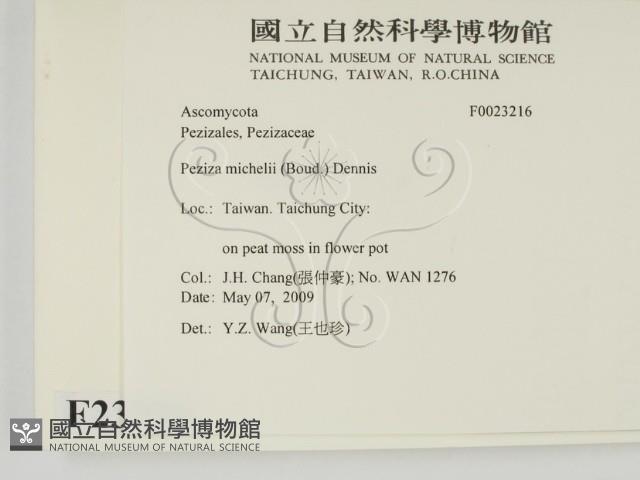 國立自然科學博物館
NATIONAL MUSEUM OF NATURAL SCIENCE
TAICHUNG, TAIWAN, R.O.CHINA
Ascomycota F0023216
Pezizales, Pezizaceae
Peziza michelii (Boud.) Dennis
Loc.: Taiwan. Taichung City:
on peat moss in flower pot
Col.: J.H. Chang(張仲豪); No. WAN 1276
Date: May 07, 2009
Det.: Y.Z. Wang(王也珍)
F23
國立自然科學博物館
NATIONAL MUSEUM OF NATURAL SCIENCE